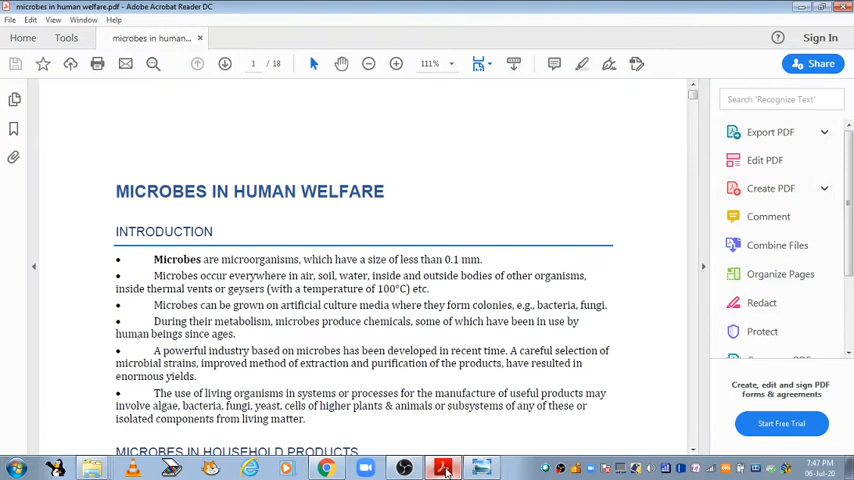 microbes in human welfare.pdf - Adobe Acrobat Reader DC
File Edit View Window Help
Home Tools microbes in human... × Sign In
1 / 18 111% Share
Search 'Recognize Text'
Export PDF
Edit PDF
Create PDF
Comment
Combine Files
Organize Pages
Redact
Protect
Create, edit and sign PDF
forms & agreements
Start Free Trial
MICROBES IN HUMAN WELFARE
INTRODUCTION
• Microbes are microorganisms, which have a size of less than 0.1 mm.
• Microbes occur everywhere in air, soil, water, inside and outside bodies of other organisms,
inside thermal vents or geysers (with a temperature of 100°C) etc.
• Microbes can be grown on artificial culture media where they form colonies, e.g., bacteria, fungi.
• During their metabolism, microbes produce chemicals, some of which have been in use by
human beings since ages.
• A powerful industry based on microbes has been developed in recent time. A careful selection of
microbial strains, improved method of extraction and purification of the products, have resulted in
enormous yields.
• The use of living organisms in systems or processes for the manufacture of useful products may
involve algae, bacteria, fungi, yeast, cells of higher plants & animals or subsystems of any of these or
isolated components from living matter.
MICROBES IN HOUSEHOLD PRODUCTS
7:47 PM
06-Jul-20